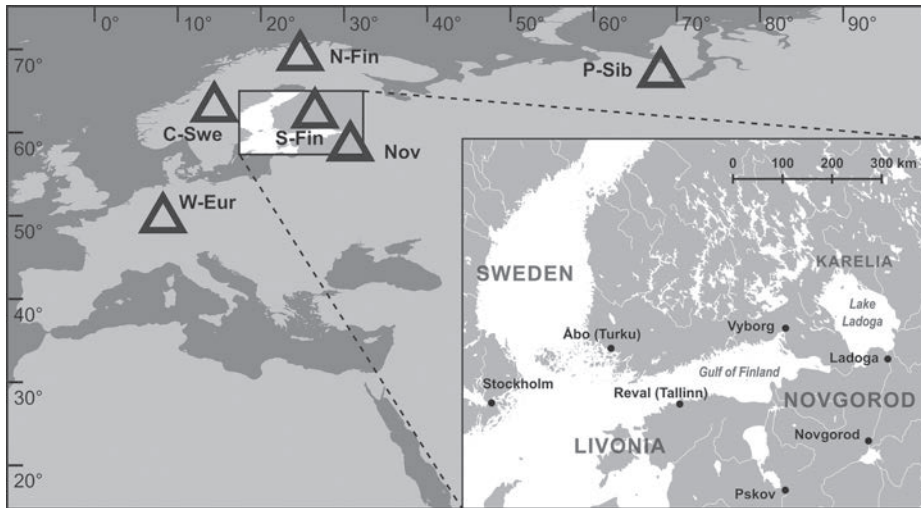 0° 10° 20° 30° 40° 50° 60° 70° 80° 90°
70°
N-Fin
P-Sib
C-Swe
S-Fin
60°
Nov
W-Eur
50°
40°
30°
20°
0 100 200 300 km
SWEDEN
KARELIA
Lake
Ladoga
Vyborg
Åbo (Turku)
Ladoga
Gulf of Finland
Stockholm
Reval (Tallinn)
NOVGOROD
LIVONIA
Novgorod
Pskov